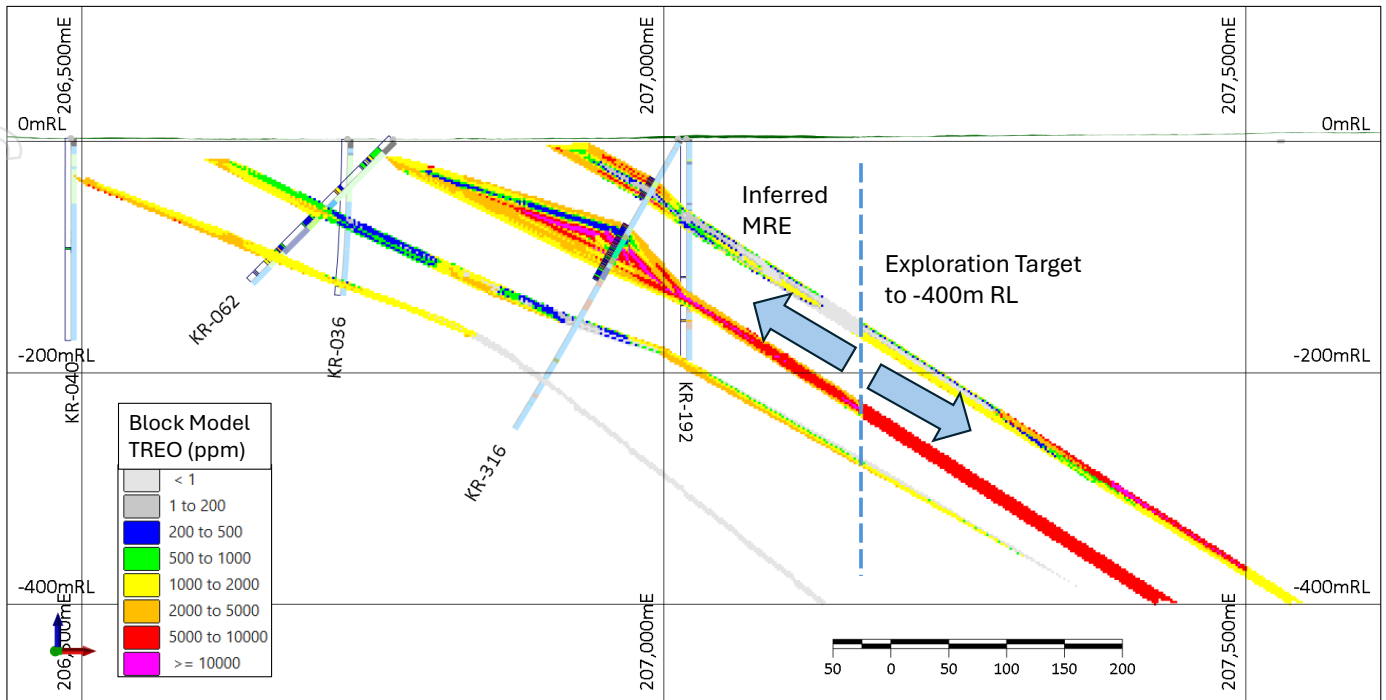 206,500mE
207,000mE
207,500mE
0mRL
0mRL
Inferred
MRE
Exploration Target
to -400m RL
KR-062
KR-036
KR-040
KR-316
KR-192
-200mRL
-200mRL
Block Model
TREO (ppm)
< 1
1 to 200
200 to 500
500 to 1000
1000 to 2000
2000 to 5000
5000 to 10000
>= 10000
-400mRL
-400mRL
206,500mE
207,000mE
207,500mE
50 0 50 100 150 200